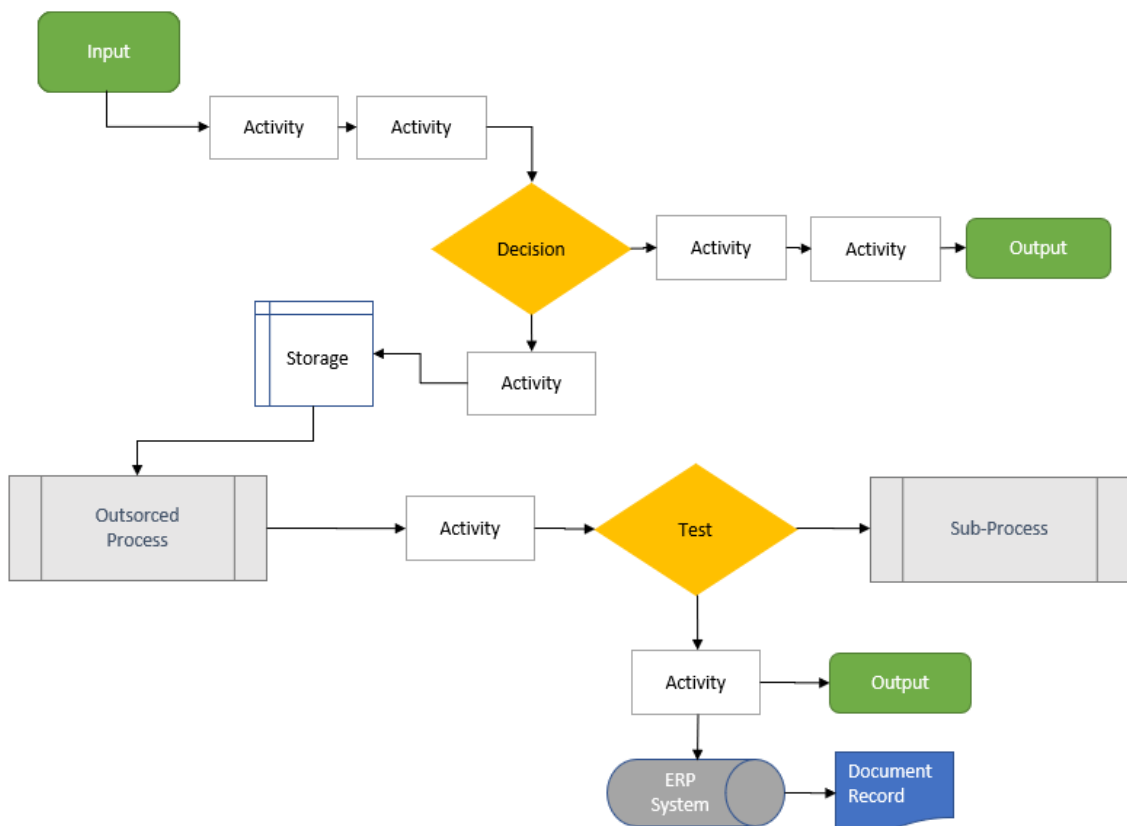 Input
Activity
Activity
Decision
Activity
Activity
Output
Storage
Activity
Outsorced
Process
Activity
Test
Sub-Process
Activity
Output
ERP
System
Document
Record